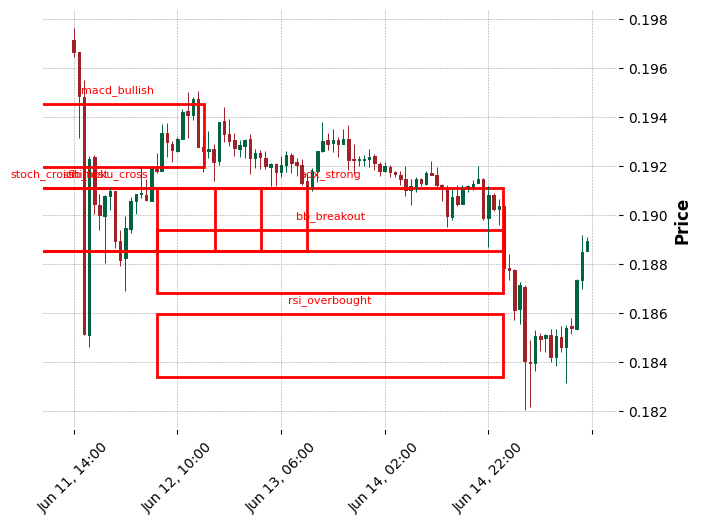 0.198
0.196
macd_bullish
0.194
0.192
stoch_cross
adx_strong
0.190
bb_breakout
Price
0.188
rsi_overbought
0.186
0.184
0.182
Jun 11, 14:00
Jun 12, 10:00
Jun 13, 06:00
Jun 14, 02:00
Jun 14, 22:00